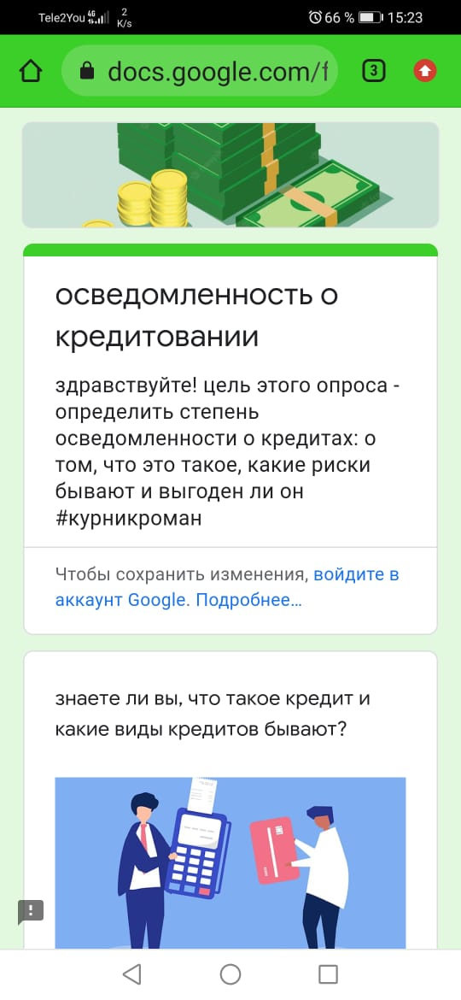 Tele2You 4G 2 K/s 66 % 15:23
docs.google.com/f 3
осведомленность о
кредитовании
здравствуйте! цель этого опроса -
определить степень
осведомленности о кредитах: о
том, что это такое, какие риски
бывают и выгоден ли он
#курникроман
Чтобы сохранить изменения, войдите в
аккаунт Google. Подробнее…
знаете ли вы, что такое кредит и
какие виды кредитов бывают?
!